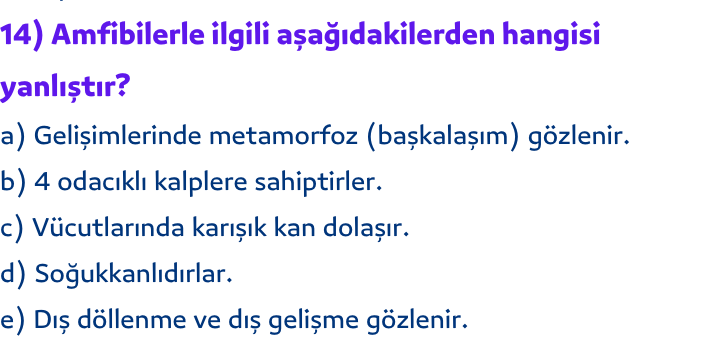 14) Amfibilerle ilgili aşağıdakilerden hangisi
yanlıştır?
a) Gelişimlerinde metamorfoz (başkalaşım) gözlenir.
b) 4 odacıklı kalplere sahiptirler.
c) Vücutlarında karışık kan dolaşır.
d) Soğukkanlıdırlar.
e) Dış döllenme ve dış gelişme gözlenir.